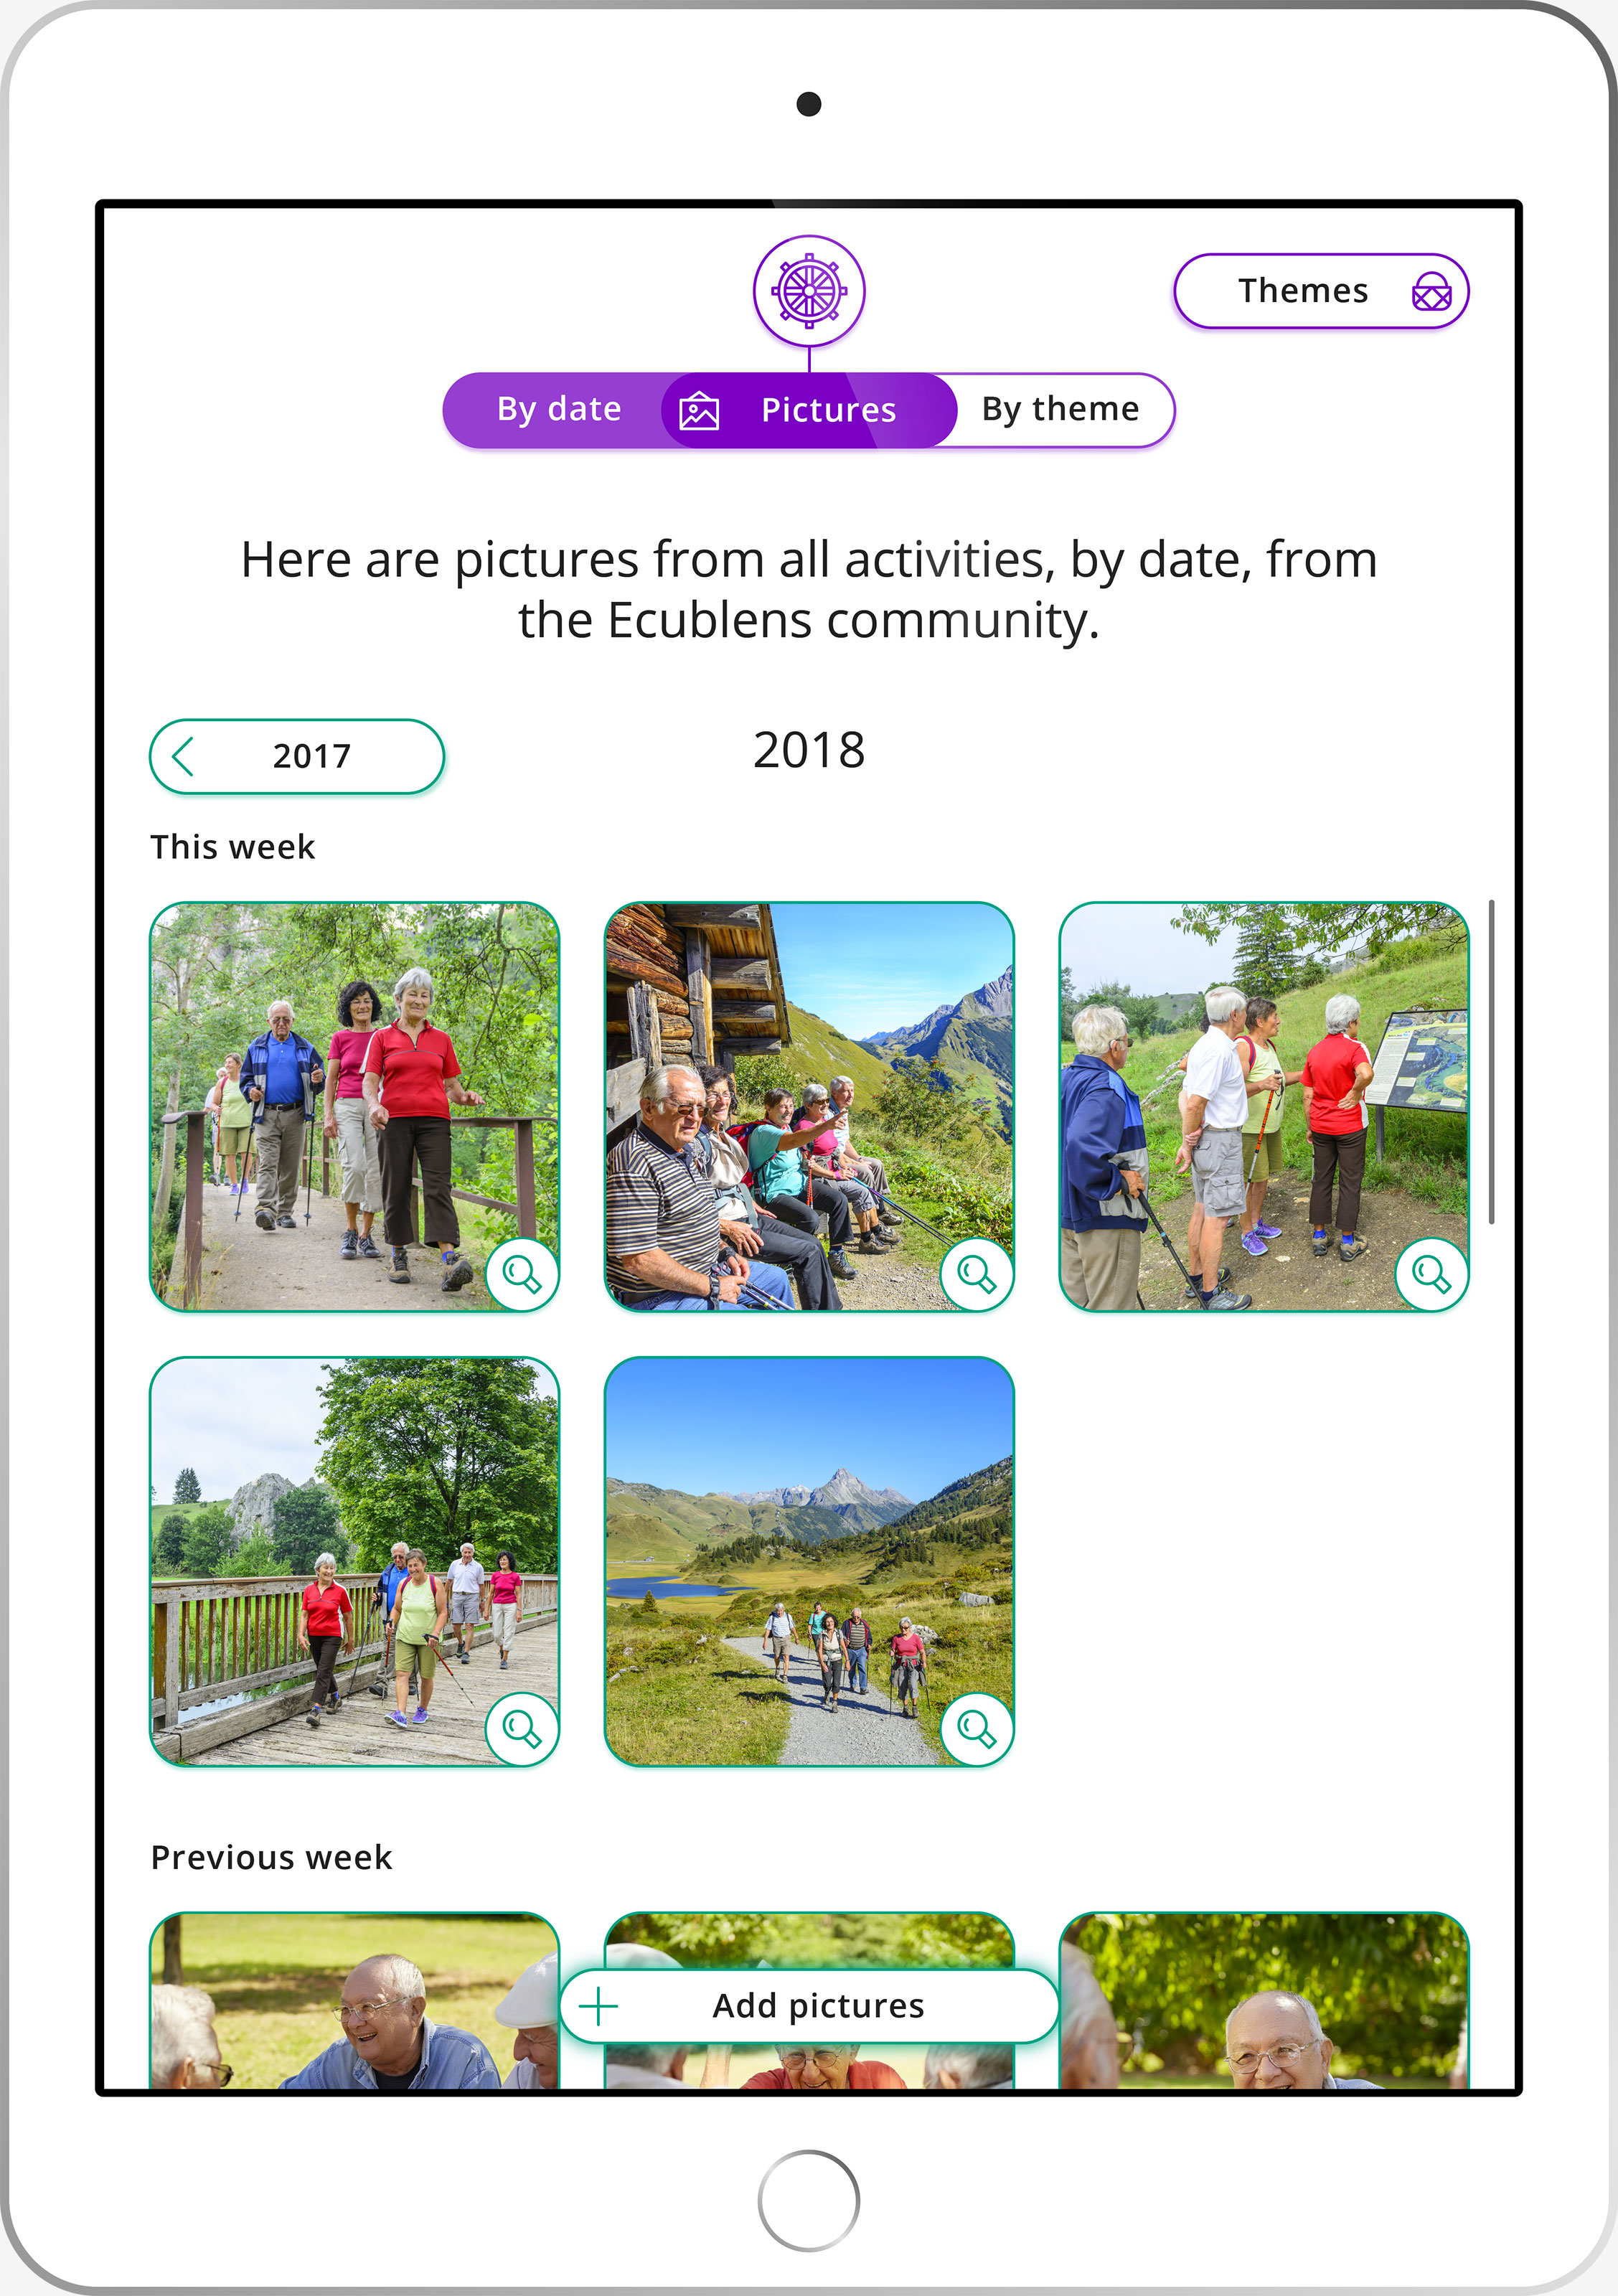 Themes
By date
Pictures
By theme
Here are pictures from all activities, by date, from
the Ecublens community.
2017
2018
This week
Previous week
Add pictures